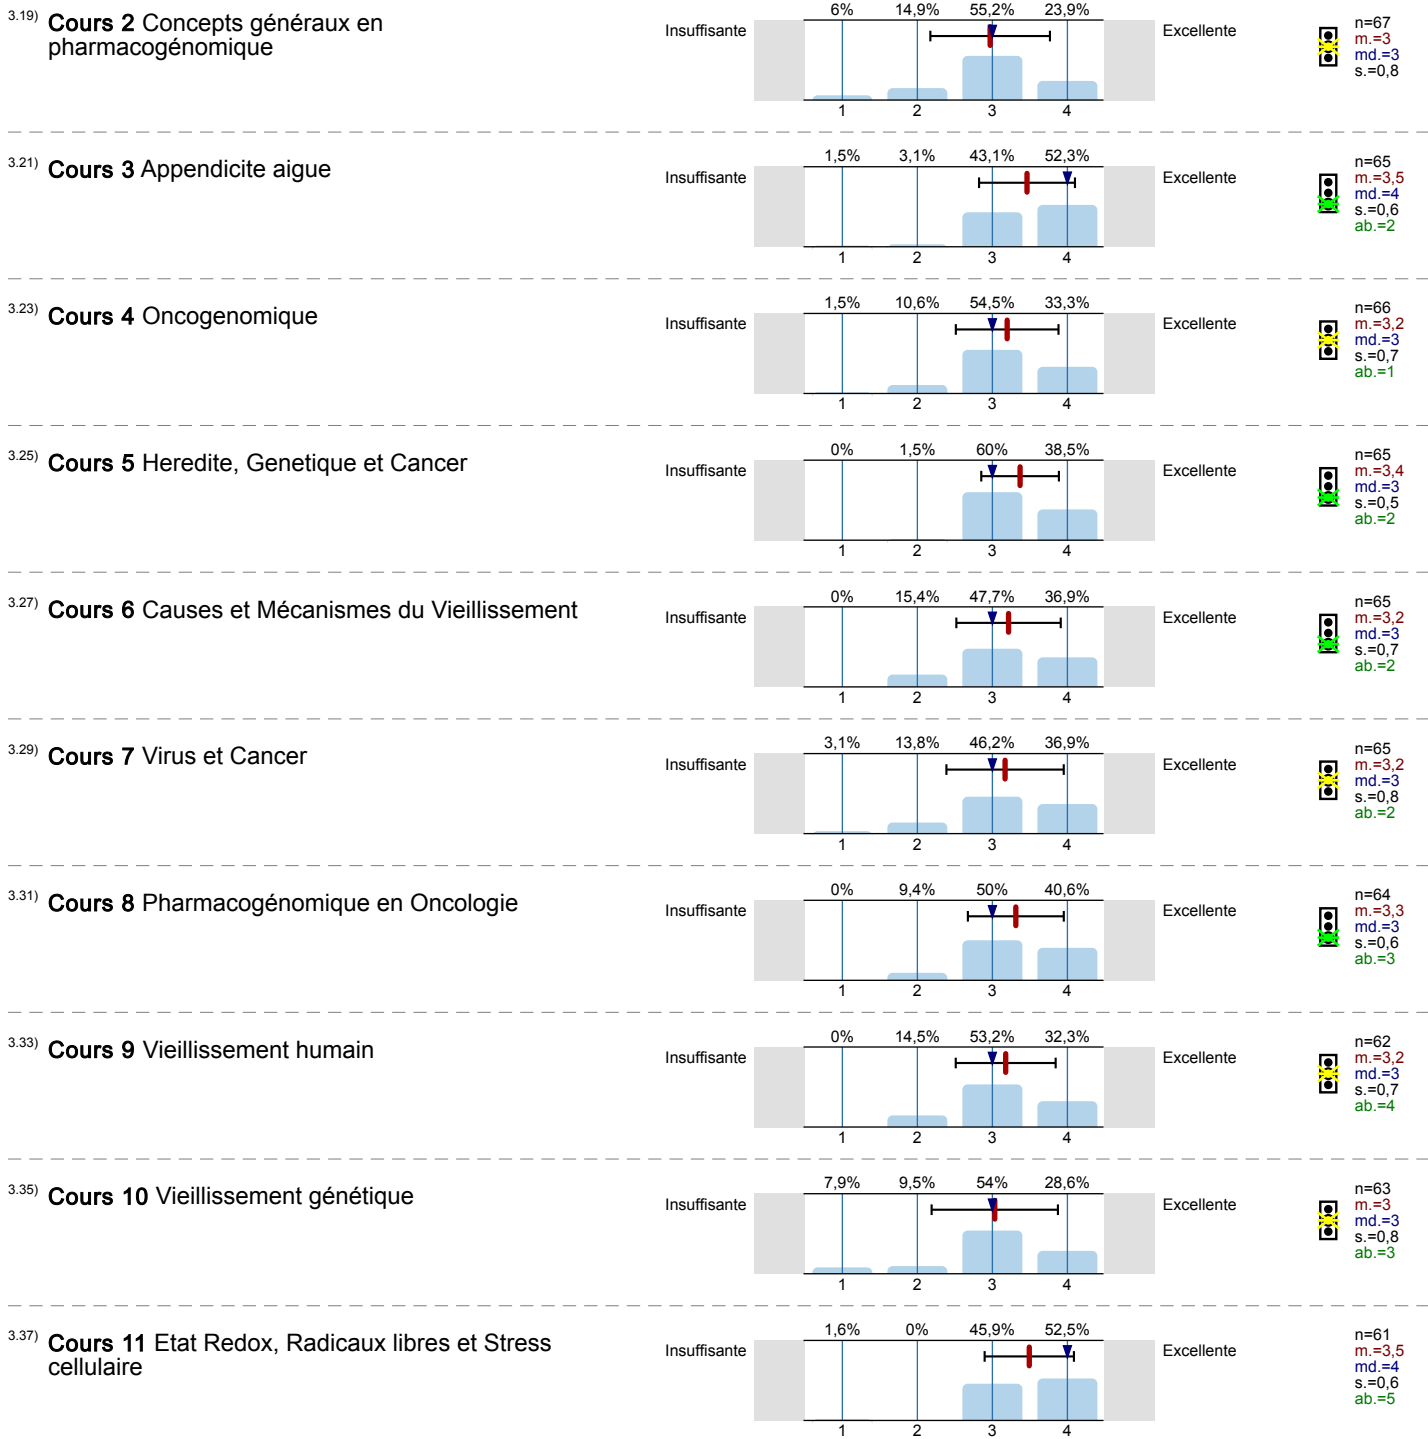 3.19) Cours 2 Concepts généraux en
pharmacogénomique
Insuffisante
6% 14,9% 55,2% 23,9%
1 2 3 4
Excellente
n=67
m.=3
md.=3
s.=0,8
3.21) Cours 3 Appendicite aigue
Insuffisante
1,5% 3,1% 43,1% 52,3%
1 2 3 4
Excellente
n=65
m.=3,5
md.=4
s.=0,6
ab.=2
3.23) Cours 4 Oncogenomique
Insuffisante
1,5% 10,6% 54,5% 33,3%
1 2 3 4
Excellente
n=66
m.=3,2
md.=3
s.=0,7
ab.=1
3.25) Cours 5 Heredite, Genetique et Cancer
Insuffisante
0% 1,5% 60% 38,5%
1 2 3 4
Excellente
n=65
m.=3,4
md.=3
s.=0,5
ab.=2
3.27) Cours 6 Causes et Mécanismes du Vieillissement
Insuffisante
0% 15,4% 47,7% 36,9%
1 2 3 4
Excellente
n=65
m.=3,2
md.=3
s.=0,7
ab.=2
3.29) Cours 7 Virus et Cancer
Insuffisante
3,1% 13,8% 46,2% 36,9%
1 2 3 4
Excellente
n=65
m.=3,2
md.=3
s.=0,8
ab.=2
3.31) Cours 8 Pharmacogénomique en Oncologie
Insuffisante
0% 9,4% 50% 40,6%
1 2 3 4
Excellente
n=64
m.=3,3
md.=3
s.=0,6
ab.=3
3.33) Cours 9 Vieillissement humain
Insuffisante
0% 14,5% 53,2% 32,3%
1 2 3 4
Excellente
n=62
m.=3,2
md.=3
s.=0,7
ab.=4
3.35) Cours 10 Vieillissement génétique
Insuffisante
7,9% 9,5% 54% 28,6%
1 2 3 4
Excellente
n=63
m.=3
md.=3
s.=0,8
ab.=3
3.37) Cours 11 Etat Redox, Radicaux libres et Stress
cellulaire
Insuffisante
1,6% 0% 45,9% 52,5%
1 2 3 4
Excellente
n=61
m.=3,5
md.=4
s.=0,6
ab.=5